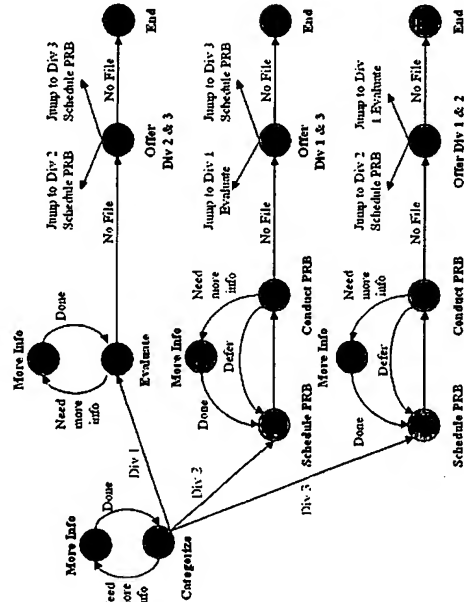 More Info
Done
Need
more
info
Categorize
Div 1
Div 2
Div 3
More Info
Done
Need
more
info
Evaluate
No File
Jump to Div 2
Schedule PRB
Jump to Div 3
Schedule PRB
Offer
Div 2 & 3
No File
End
More Info
Need
more
info
Done
Defer
Schedule PRB
Conduct PRB
No File
Jump to Div 1
Evaluate
Jump to Div 3
Schedule PRB
Offer
Div 1 & 3
No File
End
More Info
Need
more
info
Done
Defer
Schedule PRB
Conduct PRB
No File
Jump to Div 2
Schedule PRB
Jump to Div
1 Evaluate
Offer Div 1 & 2
No File
End